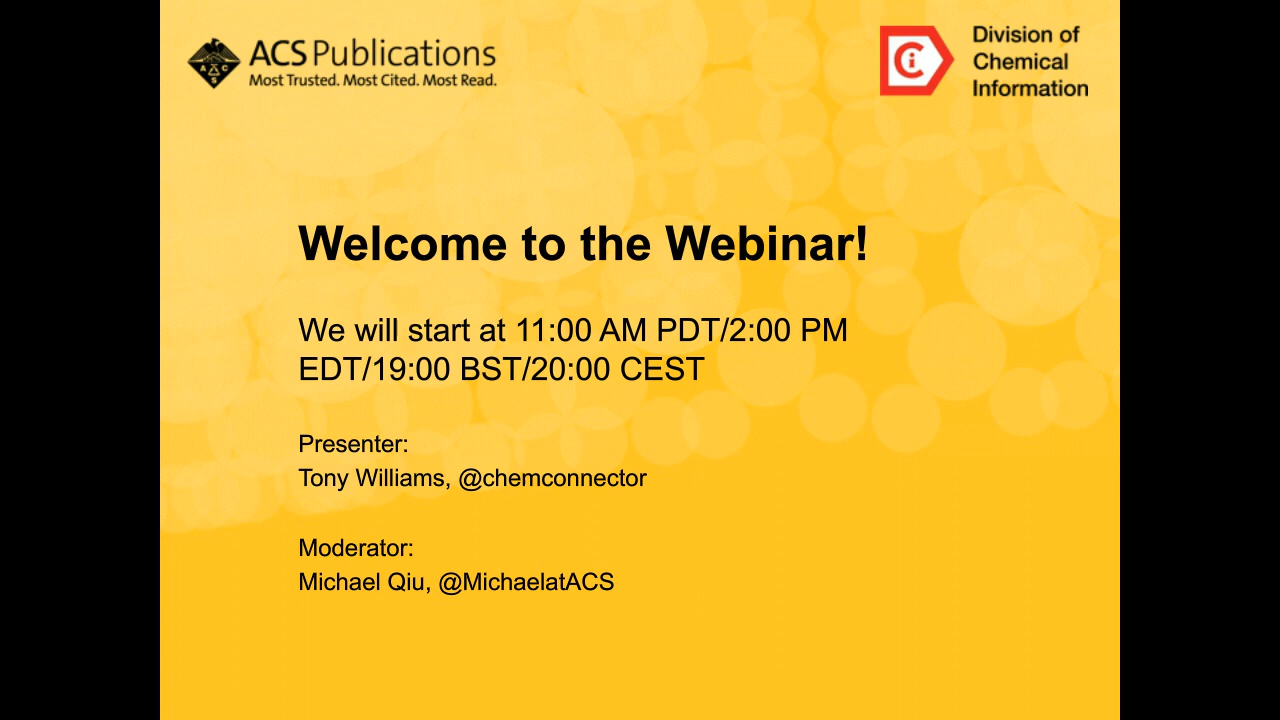 ACS Publications
Most Trusted. Most Cited. Most Read.
A C S
Ci
Division of
Chemical
Information
Welcome to the Webinar!
We will start at 11:00 AM PDT/2:00 PM
EDT/19:00 BST/20:00 CEST
Presenter:
Tony Williams, @chemconnector
Moderator:
Michael Qiu, @MichaelatACS